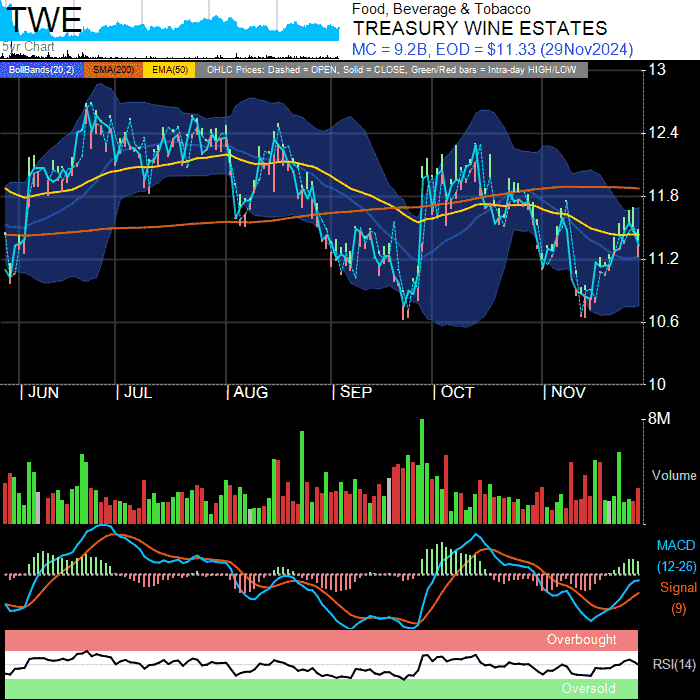 TWE
5yr Chart
Food, Beverage & Tobacco
TREASURY WINE ESTATES
MC = 9.2B, EOD = $11.33 (29Nov2024)
BollBands(20,2) SMA(200) EMA(50) OHLC Prices: Dashed = OPEN, Solid = CLOSE, Green/Red bars = Intra-day HIGH/LOW
13
12.4
11.8
11.2
10.6
10
| JUN | JUL | AUG | SEP | OCT | NOV
8M
Volume
MACD
(12-26)
Signal
(9)
Overbought
RSI(14)
Oversold